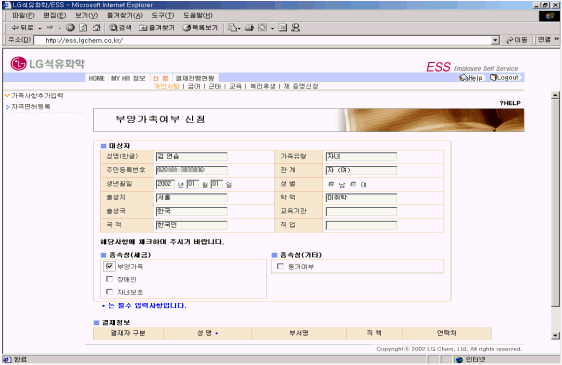 LG석유화학/ESS - Microsoft Internet Explorer
파일(F) 편집(E) 보기(V) 즐겨찾기(A) 도구(T) 도움말(H)
뒤로 검색 즐겨찾기 목록보기
주소(D) http://ess.lgchem.co.kr/ 이동 연결 »
LG석유화학
ESS Employee Self Service
HOME MY HR 정보 신 청 결재진행현황 Help Logout
개인사항 | 급여 | 근태 | 교육 | 복리후생 | 제 증명신청
가족사항추가입력
자격면허등록
?HELP
부양가족여부 신청
대상자
성명(한글) 김 연습 가족유형 자녀
주민등록번호 관 계 자 (녀)
생년월일 2002 년 01 월 01 일 성 별 남 여
출생지 서울 학 력 미취학
출생국 한국 교육기관
국 적 한국인 직 업
해당사항에 체크하여 주시기 바랍니다.
종속성(세금) 종속성(기타)
부양가족 동거여부
장애인
자녀보호
• 는 필수 입력사항입니다.
결재정보
결재자 구분 성 명 • 부서명 직 책 연락처
Copyright © 2002 LG Chem, Ltd. All rights reserved.
완료 인터넷